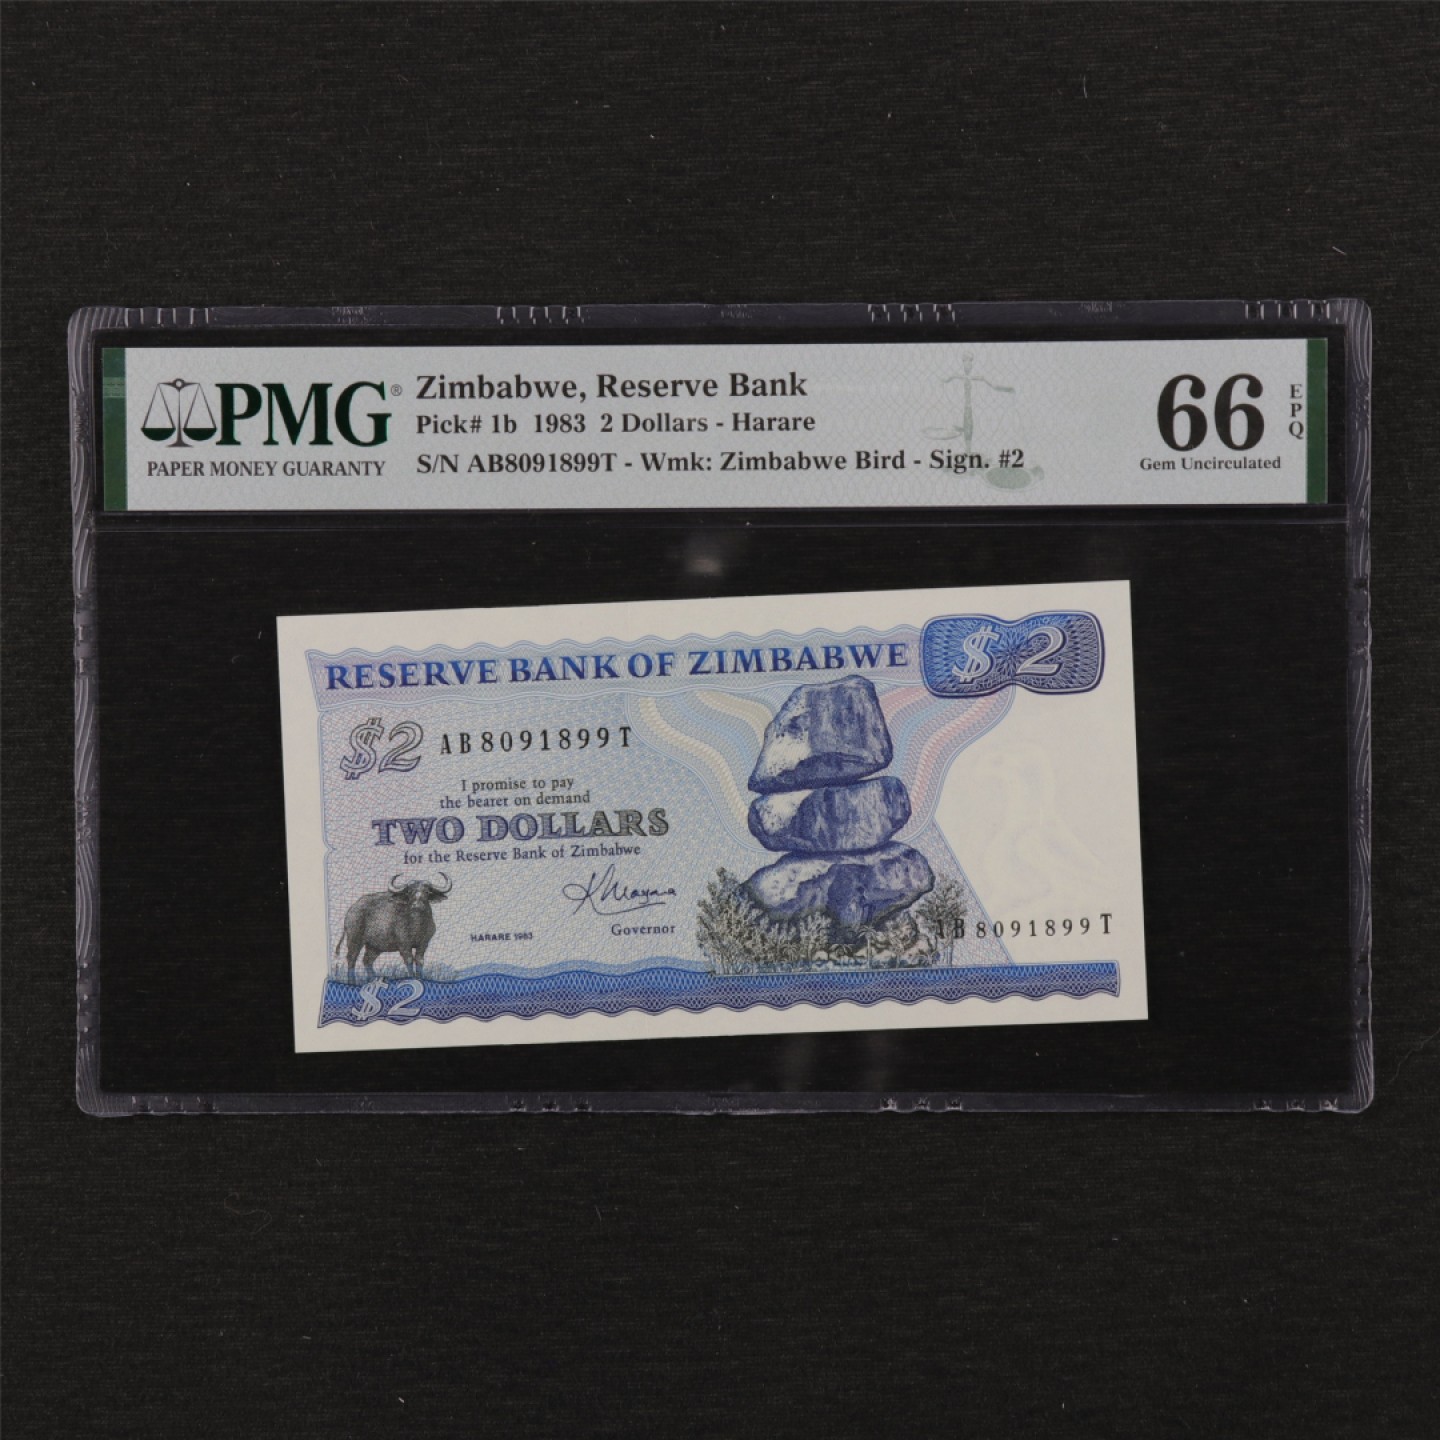 PMG®
PAPER MONEY GUARANTY
Zimbabwe, Reserve Bank
Pick# 1b 1983 2 Dollars - Harare
S/N AB8091899T - Wmk: Zimbabwe Bird - Sign. #2
66
EPQ
Gem Uncirculated
RESERVE BANK OF ZIMBABWE
$2
$2
AB8091899T
I promise to pay
the bearer on demand
TWO DOLLARS
for the Reserve Bank of Zimbabwe
HARARE 1983
Governor
AB8091899T
$2